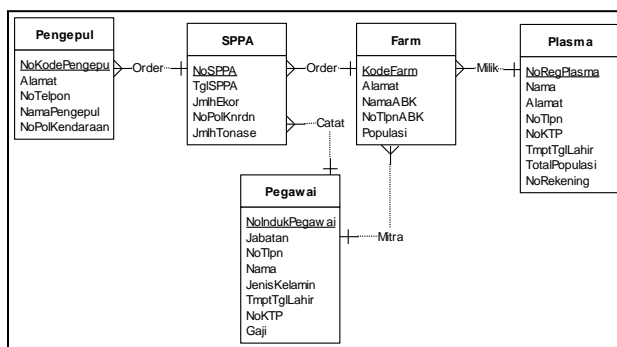 Pengepul
NoKodePengepu
Alamat
NoTelpon
NamaPengepul
NoPolKendaraan
Order
SPPA
NoSPPA
TglSPPA
JmlhEkor
NoPolKnrdn
JmhTonase
Order
Catat
Farm
KodeFarm
Alamat
NamaABK
NoTlpnABK
Populasi
Milik
Plasma
NoRegPlasma
Nama
Alamat
NoTlpn
NoKTP
TmptTglLahir
TotalPopulasi
NoRekening
Pegawai
NoIndukPegawai
Jabatan
NoTlpn
Nama
JenisKelamin
TmptTglLahir
NoKTP
Gaji
Mitra